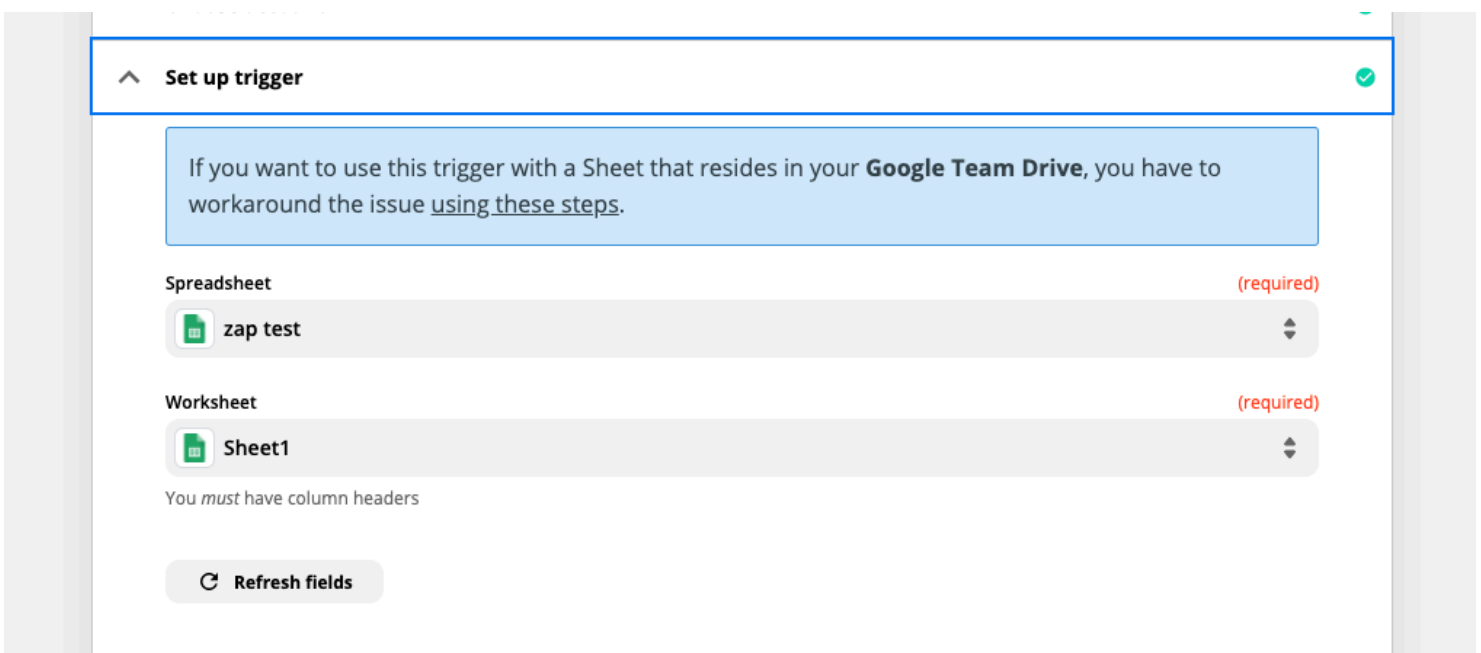 Set up trigger
If you want to use this trigger with a Sheet that resides in your Google Team Drive, you have to
workaround the issue using these steps.
Spreadsheet (required)
zap test
Worksheet (required)
Sheet1
You must have column headers
Refresh fields